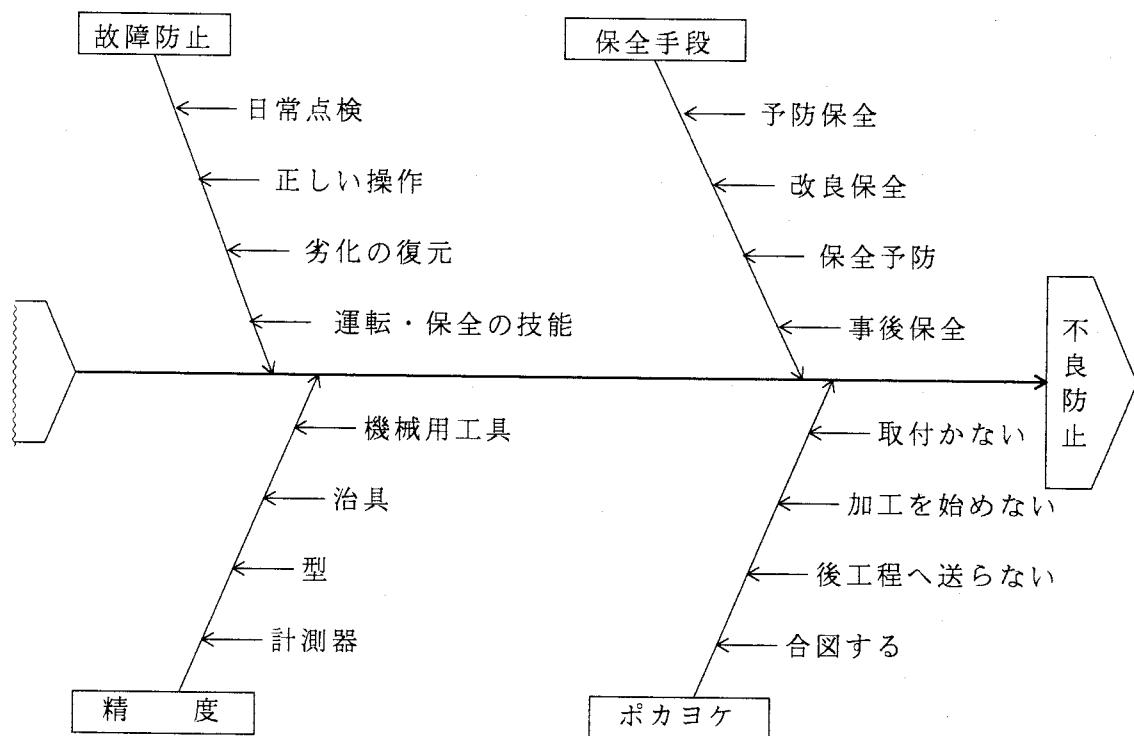 故障防止
日常点検
正しい操作
劣化の復元
運転・保全の技能
保全手段
予防保全
改良保全
保全予防
事後保全
不良防止
機械用工具
治具
型
計測器
精　度
取付かない
加工を始めない
後工程へ送らない
合図する
ポカヨケ